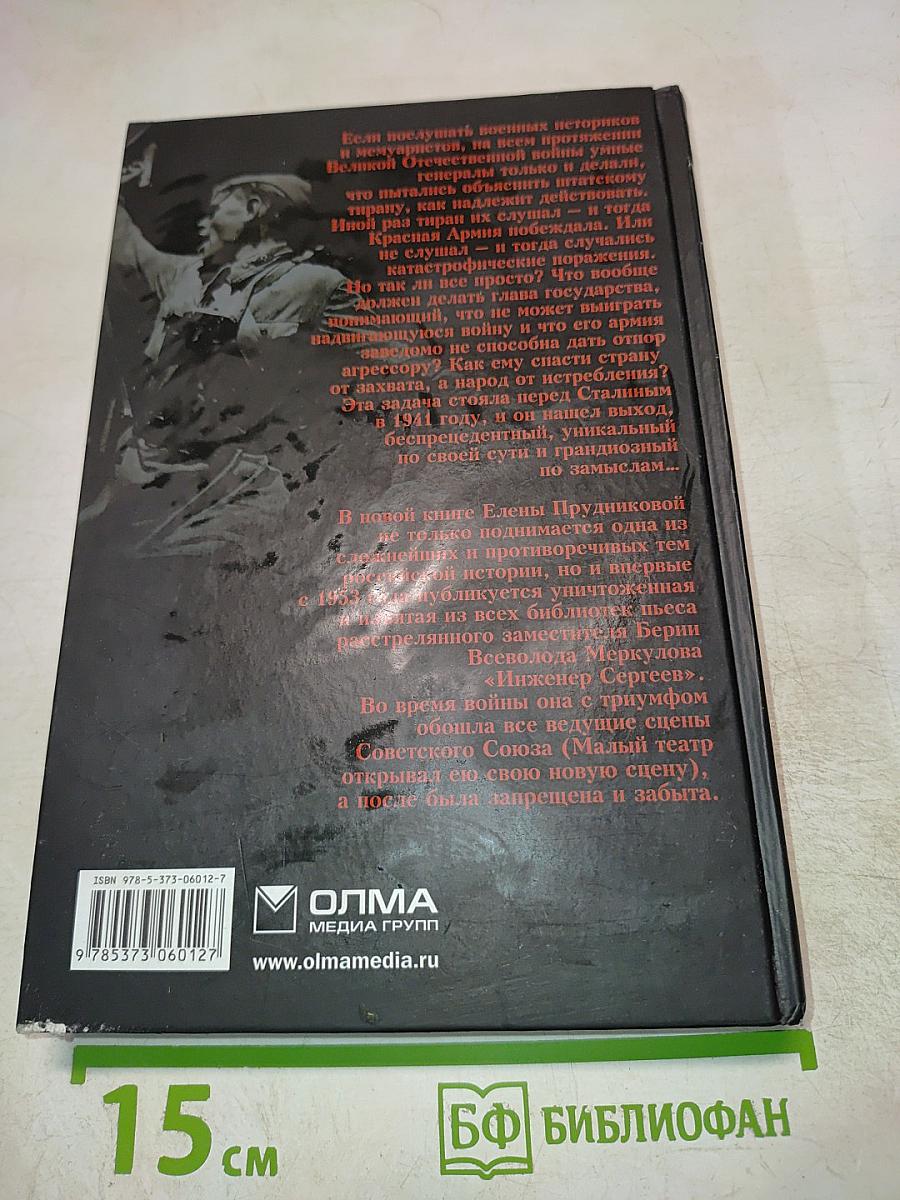 Если послушать военных историков
и мемуаристов, на всем протяжении
Великой Отечественной войны умные
генералы только и делали,
что пытались объяснить штатскому
тирану, как надлежит действовать.
Иной раз тиран их слушал — и тогда
Красная Армия побеждала. Или
не слушал — и тогда случались
катастрофические поражения.
Но так ли все просто? Что вообще
должен делать глава государства,
понимающий, что не может выиграть
надвигающуюся войну и что его армия
заведомо не способна дать отпор
агрессору? Как ему спасти страну
от захвата, а народ от истребления?
Эта задача стояла перед Сталиным
в 1941 году, и он нашел выход,
беспрецедентный, уникальный
по своей сути и грандиозный
по замыслам...
В новой книге Елены Прудниковой
не только поднимается одна из
сложнейших и противоречивых тем
российской истории, но и впервые
с 1953 года публикуется уничтоженная
и изъятая из всех библиотек пьеса
расстрелянного заместителя Берии
Всеволода Меркулова
«Инженер Сергеев».
Во время войны она с триумфом
обошла все ведущие сцены
Советского Союза (Малый театр
открывал ею свою новую сцену),
а после была запрещена и забыта.
ISBN 978-5-373-06012-7
9 785373 060127
ОЛМА
МЕДИА ГРУПП
www.olmamedia.ru
15 см
БФ БИБЛИОФАН